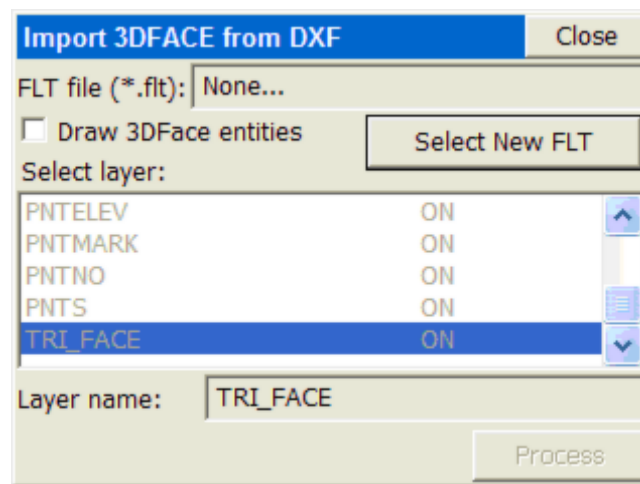 Import 3DFACE from DXF Close
FLT file (*.flt): None...
Draw 3DFace entities Select New FLT
Select layer:
PNTELEV ON
PNTMARK ON
PNTNO ON
PNTS ON
TRI_FACE ON
Layer name: TRI_FACE
Process